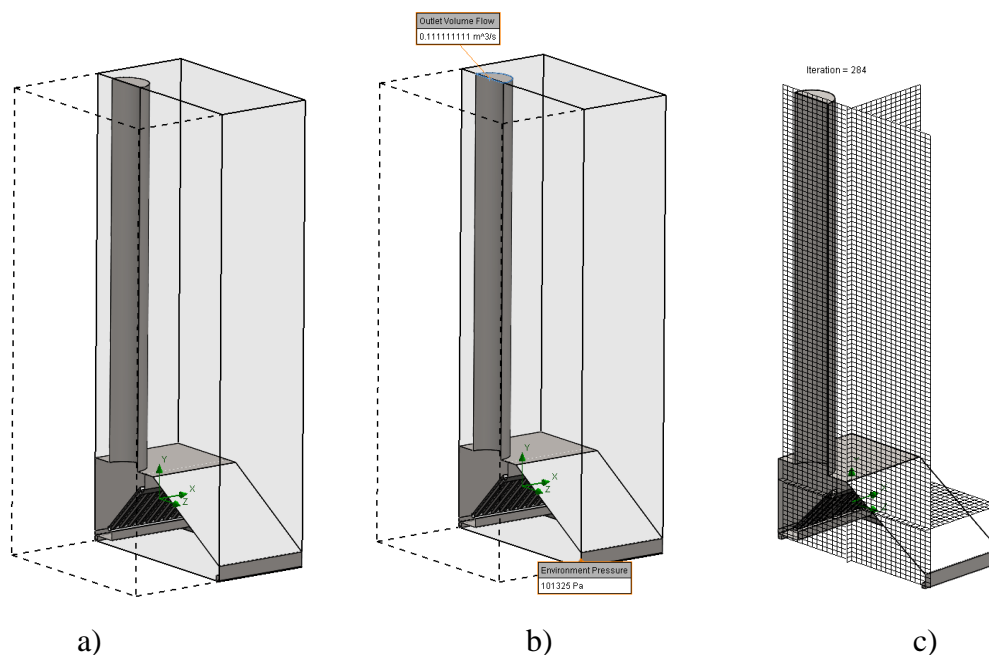 Outlet Volume Flow
0.111111111 m^3/s
Iteration = 284
Y
X
Z
Y
X
Z
Environment Pressure
101325 Pa
a)
b)
c)